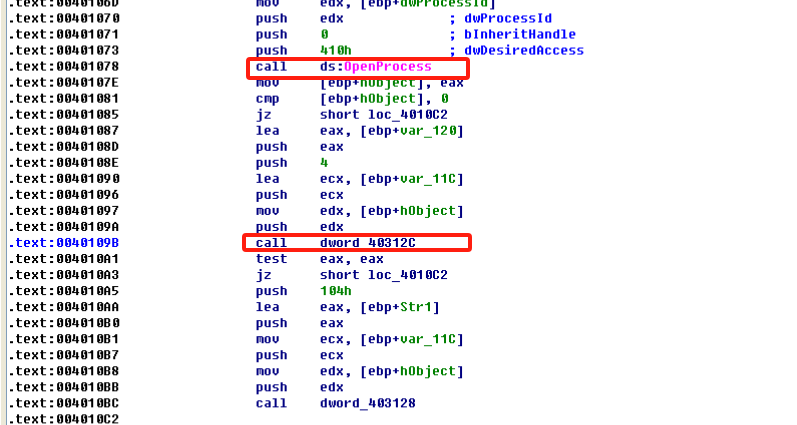 .text:0040106D mov edx, [ebp+dwProcessId]
.text:00401070 push edx ; dwProcessId
.text:00401071 push 0 ; bInheritHandle
.text:00401073 push 410h ; dwDesiredAccess
.text:00401078 call ds:OpenProcess
.text:0040107E mov [ebp+hObject], eax
.text:00401081 cmp [ebp+hObject], 0
.text:00401085 jz short loc_4010C2
.text:00401087 lea eax, [ebp+var_120]
.text:0040108D push eax
.text:0040108E push 4
.text:00401090 lea ecx, [ebp+var_11C]
.text:00401096 push ecx
.text:00401097 mov edx, [ebp+hObject]
.text:0040109A push edx
.text:0040109B call dword_40312C
.text:004010A1 test eax, eax
.text:004010A3 jz short loc_4010C2
.text:004010A5 push 104h
.text:004010AA lea eax, [ebp+Str1]
.text:004010B0 push eax
.text:004010B1 mov ecx, [ebp+var_11C]
.text:004010B7 push ecx
.text:004010B8 mov edx, [ebp+hObject]
.text:004010BB push edx
.text:004010BC call dword_403128
.text:004010C2